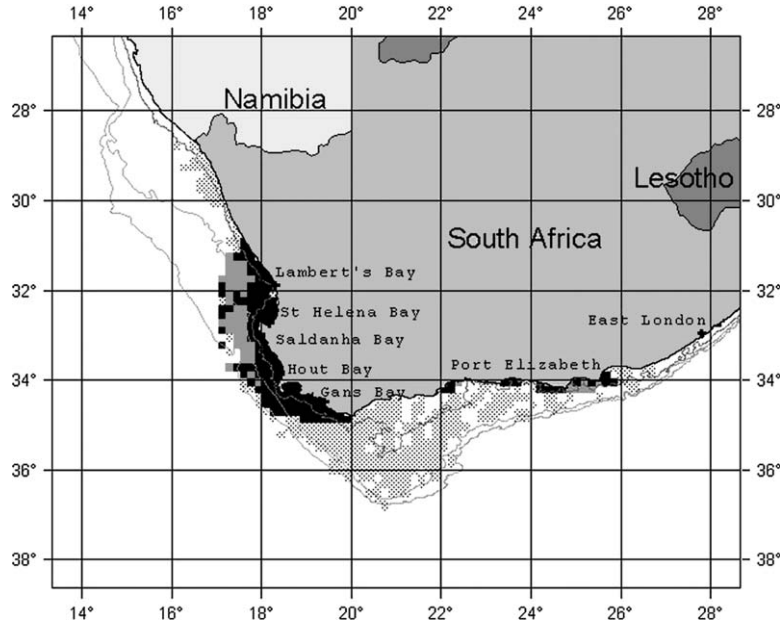 14° 16° 18° 20° 22° 24° 26° 28°
Namibia
28° 28°
Lesotho
30° 30°
South Africa
Lambert's Bay
32° 32°
St Helena Bay
East London
Saldanha Bay
Hout Bay
Port Elizabeth
34° 34°
Gans Bay
36° 36°
38° 38°
14° 16° 18° 20° 22° 24° 26° 28°